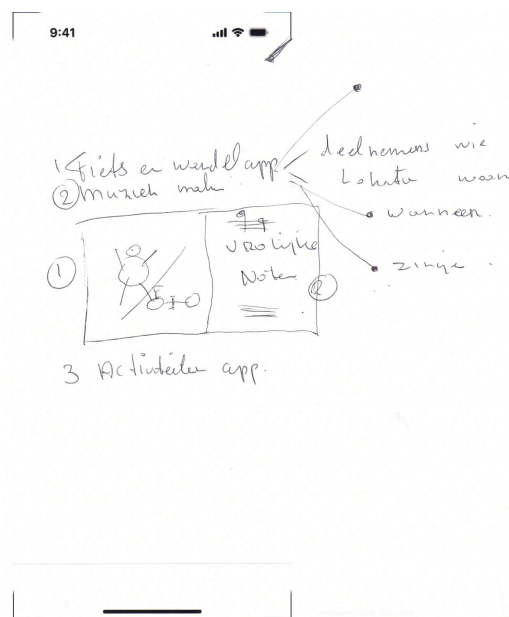 9:41
1 Fiets en wandel app.
② muziek maken
deelnemers wie
Lokatie waar
wanneer.
zingen.
① ②
Vrolijke
Noten
3 Activiteiten app.